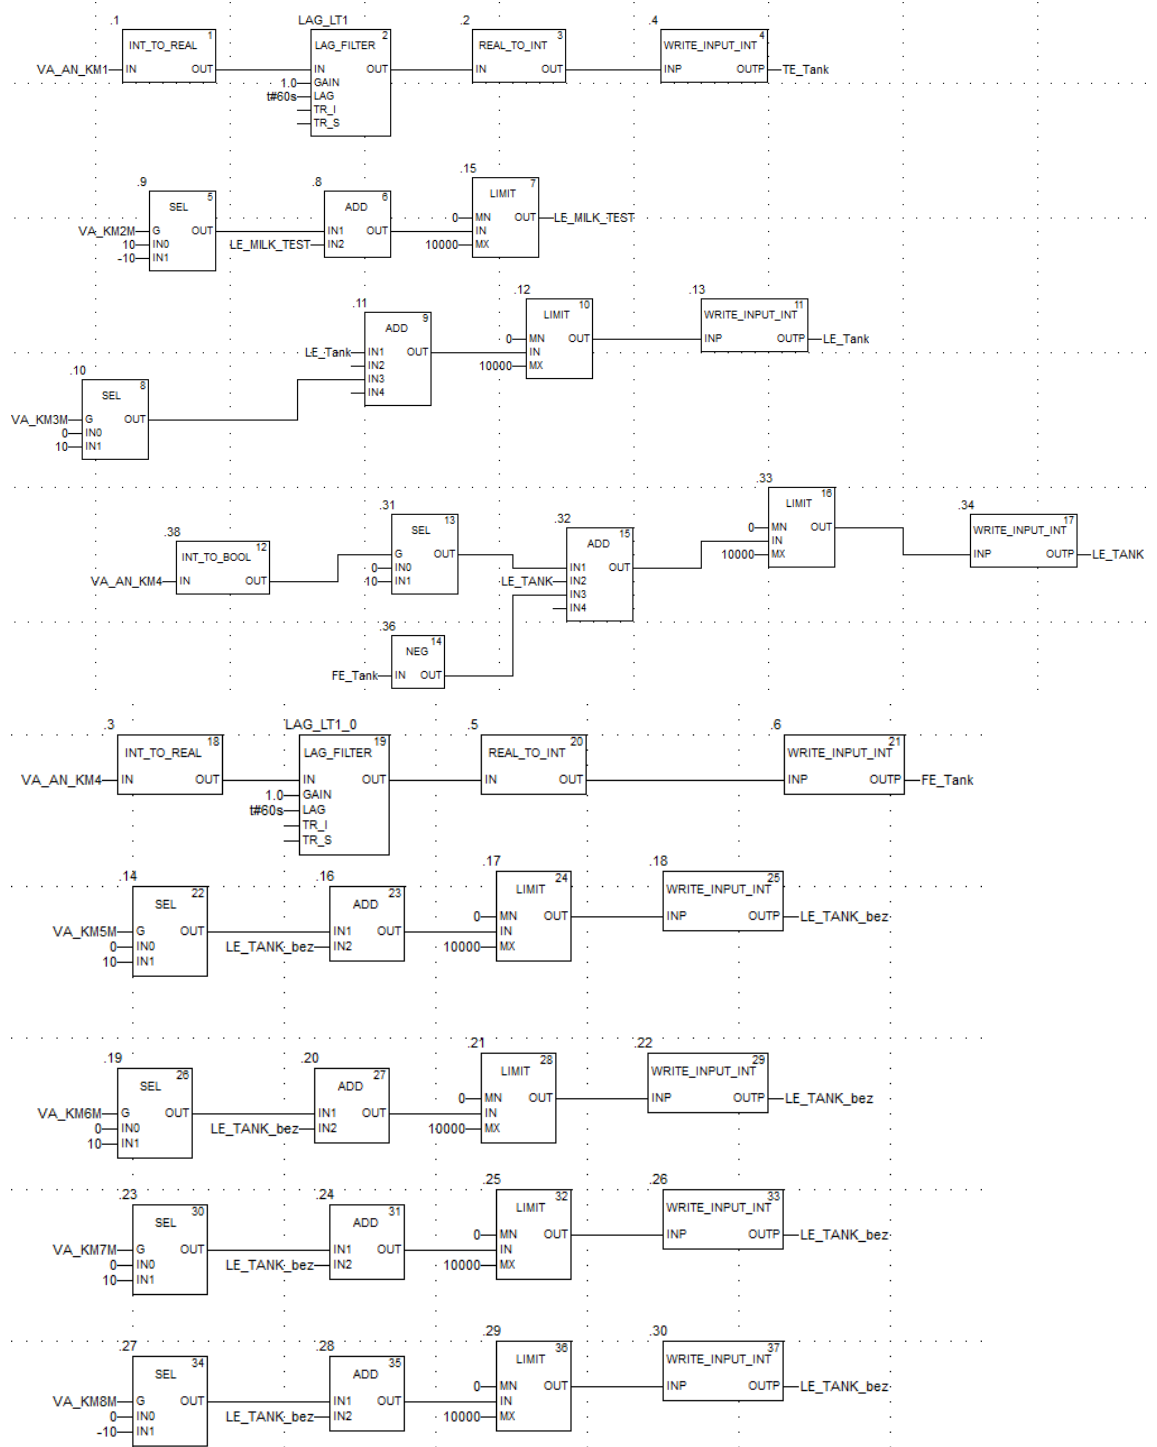 .1 LAG_LT1 .2 .4
1 2 3 4
INT_TO_REAL LAG_FILTER REAL_TO_INT WRITE_INPUT_INT
VA_AN_KM1 IN OUT IN OUT IN OUT INP OUTP TE_Tank
1.0 GAIN
t#60s LAG
TR_I
TR_S
.9 .8 .15
5 6 7
SEL ADD LIMIT
0 MN OUT LE_MILK_TEST
VA_KM2M G OUT IN1 OUT IN
10 IN0 LE_MILK_TEST IN2 10000 MX
-10 IN1
.11 .12 .13
9 10 11
ADD LIMIT WRITE_INPUT_INT
0 MN OUT INP OUTP LE_Tank
LE_Tank IN1 OUT IN
IN2 10000 MX
IN3
IN4
.10
8
SEL
VA_KM3M G OUT
0 IN0
10 IN1
.38 .31 .32 .33 .34
12 13 15 16 17
INT_TO_BOOL SEL ADD LIMIT WRITE_INPUT_INT
0 MN OUT
IN
G OUT 10000 MX INP OUTP LE_TANK
0 IN0 IN1 OUT
VA_AN_KM4 IN OUT 10 IN1 LE_TANK IN2
IN3
IN4
.36
14
NEG
FE_Tank IN OUT
.3 LAG_LT1_0 .5 .6
18 19 20 21
INT_TO_REAL LAG_FILTER REAL_TO_INT WRITE_INPUT_INT
VA_AN_KM4 IN OUT IN OUT IN OUT INP OUTP FE_Tank
1.0 GAIN
t#60s LAG
TR_I
TR_S
.14 .16 .17 .18
22 23 24 25
SEL ADD LIMIT WRITE_INPUT_INT
0 MN OUT INP OUTP LE_TANK_bez
VA_KM5M G OUT IN1 OUT IN
0 IN0 LE_TANK_bez IN2 10000 MX
10 IN1
.19 .20 .21 .22
26 27 28 29
SEL ADD LIMIT WRITE_INPUT_INT
0 MN OUT INP OUTP LE_TANK_bez
VA_KM6M G OUT IN1 OUT IN
0 IN0 LE_TANK_bez IN2 10000 MX
10 IN1
.23 .24 .25 .26
30 31 32 33
SEL ADD LIMIT WRITE_INPUT_INT
0 MN OUT INP OUTP LE_TANK_bez
VA_KM7M G OUT IN1 OUT IN
0 IN0 LE_TANK_bez IN2 10000 MX
10 IN1
.27 .28 .29 .30
34 35 36 37
SEL ADD LIMIT WRITE_INPUT_INT
0 MN OUT INP OUTP LE_TANK_bez
VA_KM8M G OUT IN1 OUT IN
0 IN0 LE_TANK_bez IN2 10000 MX
-10 IN1